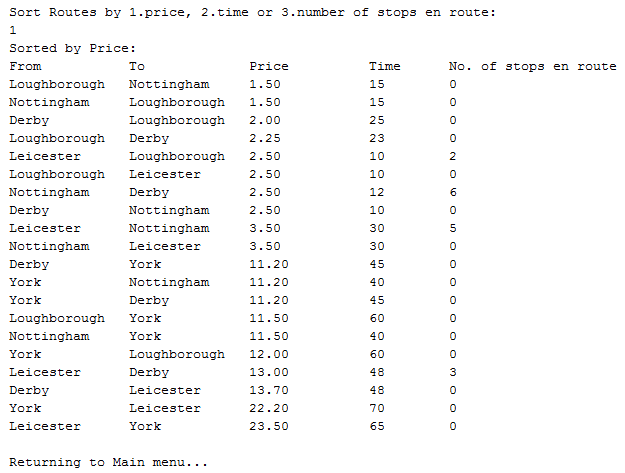 Sort Routes by 1.price, 2.time or 3.number of stops en route:
1
Sorted by Price:
From To Price Time No. of stops en route
Loughborough Nottingham 1.50 15 0
Nottingham Loughborough 1.50 15 0
Derby Loughborough 2.00 25 0
Loughborough Derby 2.25 23 0
Leicester Loughborough 2.50 10 2
Loughborough Leicester 2.50 10 0
Nottingham Derby 2.50 12 6
Derby Nottingham 2.50 10 0
Leicester Nottingham 3.50 30 5
Nottingham Leicester 3.50 30 0
Derby York 11.20 45 0
York Nottingham 11.20 40 0
York Derby 11.20 45 0
Loughborough York 11.50 60 0
Nottingham York 11.50 40 0
York Loughborough 12.00 60 0
Leicester Derby 13.00 48 3
Derby Leicester 13.70 48 0
York Leicester 22.20 70 0
Leicester York 23.50 65 0
Returning to Main menu...